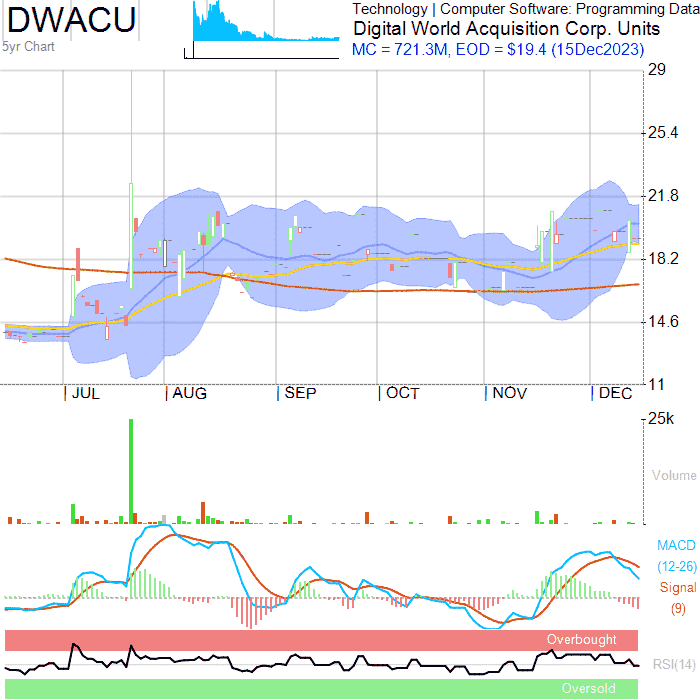 DWACU
5yr Chart
Technology | Computer Software: Programming Data
Digital World Acquisition Corp. Units
MC = 721.3M, EOD = $19.4 (15Dec2023)
29
25.4
21.8
18.2
14.6
11
JUL
AUG
SEP
OCT
NOV
DEC
25k
Volume
MACD
(12-26)
Signal
(9)
Overbought
RSI(14)
Oversold